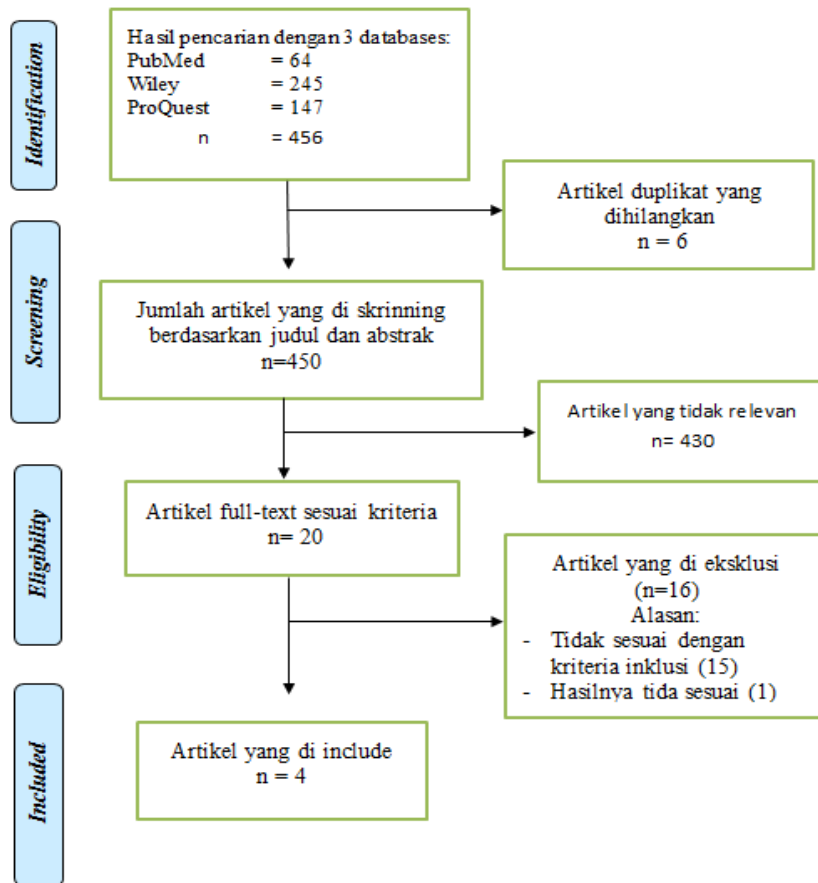 Identification
Hasil pencarian dengan 3 databases:
PubMed = 64
Wiley = 245
ProQuest = 147
n = 456
Artikel duplikat yang
dihilangkan
n = 6
Screening
Jumlah artikel yang di skrinning
berdasarkan judul dan abstrak
n=450
Artikel yang tidak relevan
n= 430
Eligibility
Artikel full-text sesuai kriteria
n= 20
Artikel yang di eksklusi
(n=16)
Alasan:
- Tidak sesuai dengan
kriteria inklusi (15)
- Hasilnya tida sesuai (1)
Included
Artikel yang di include
n = 4